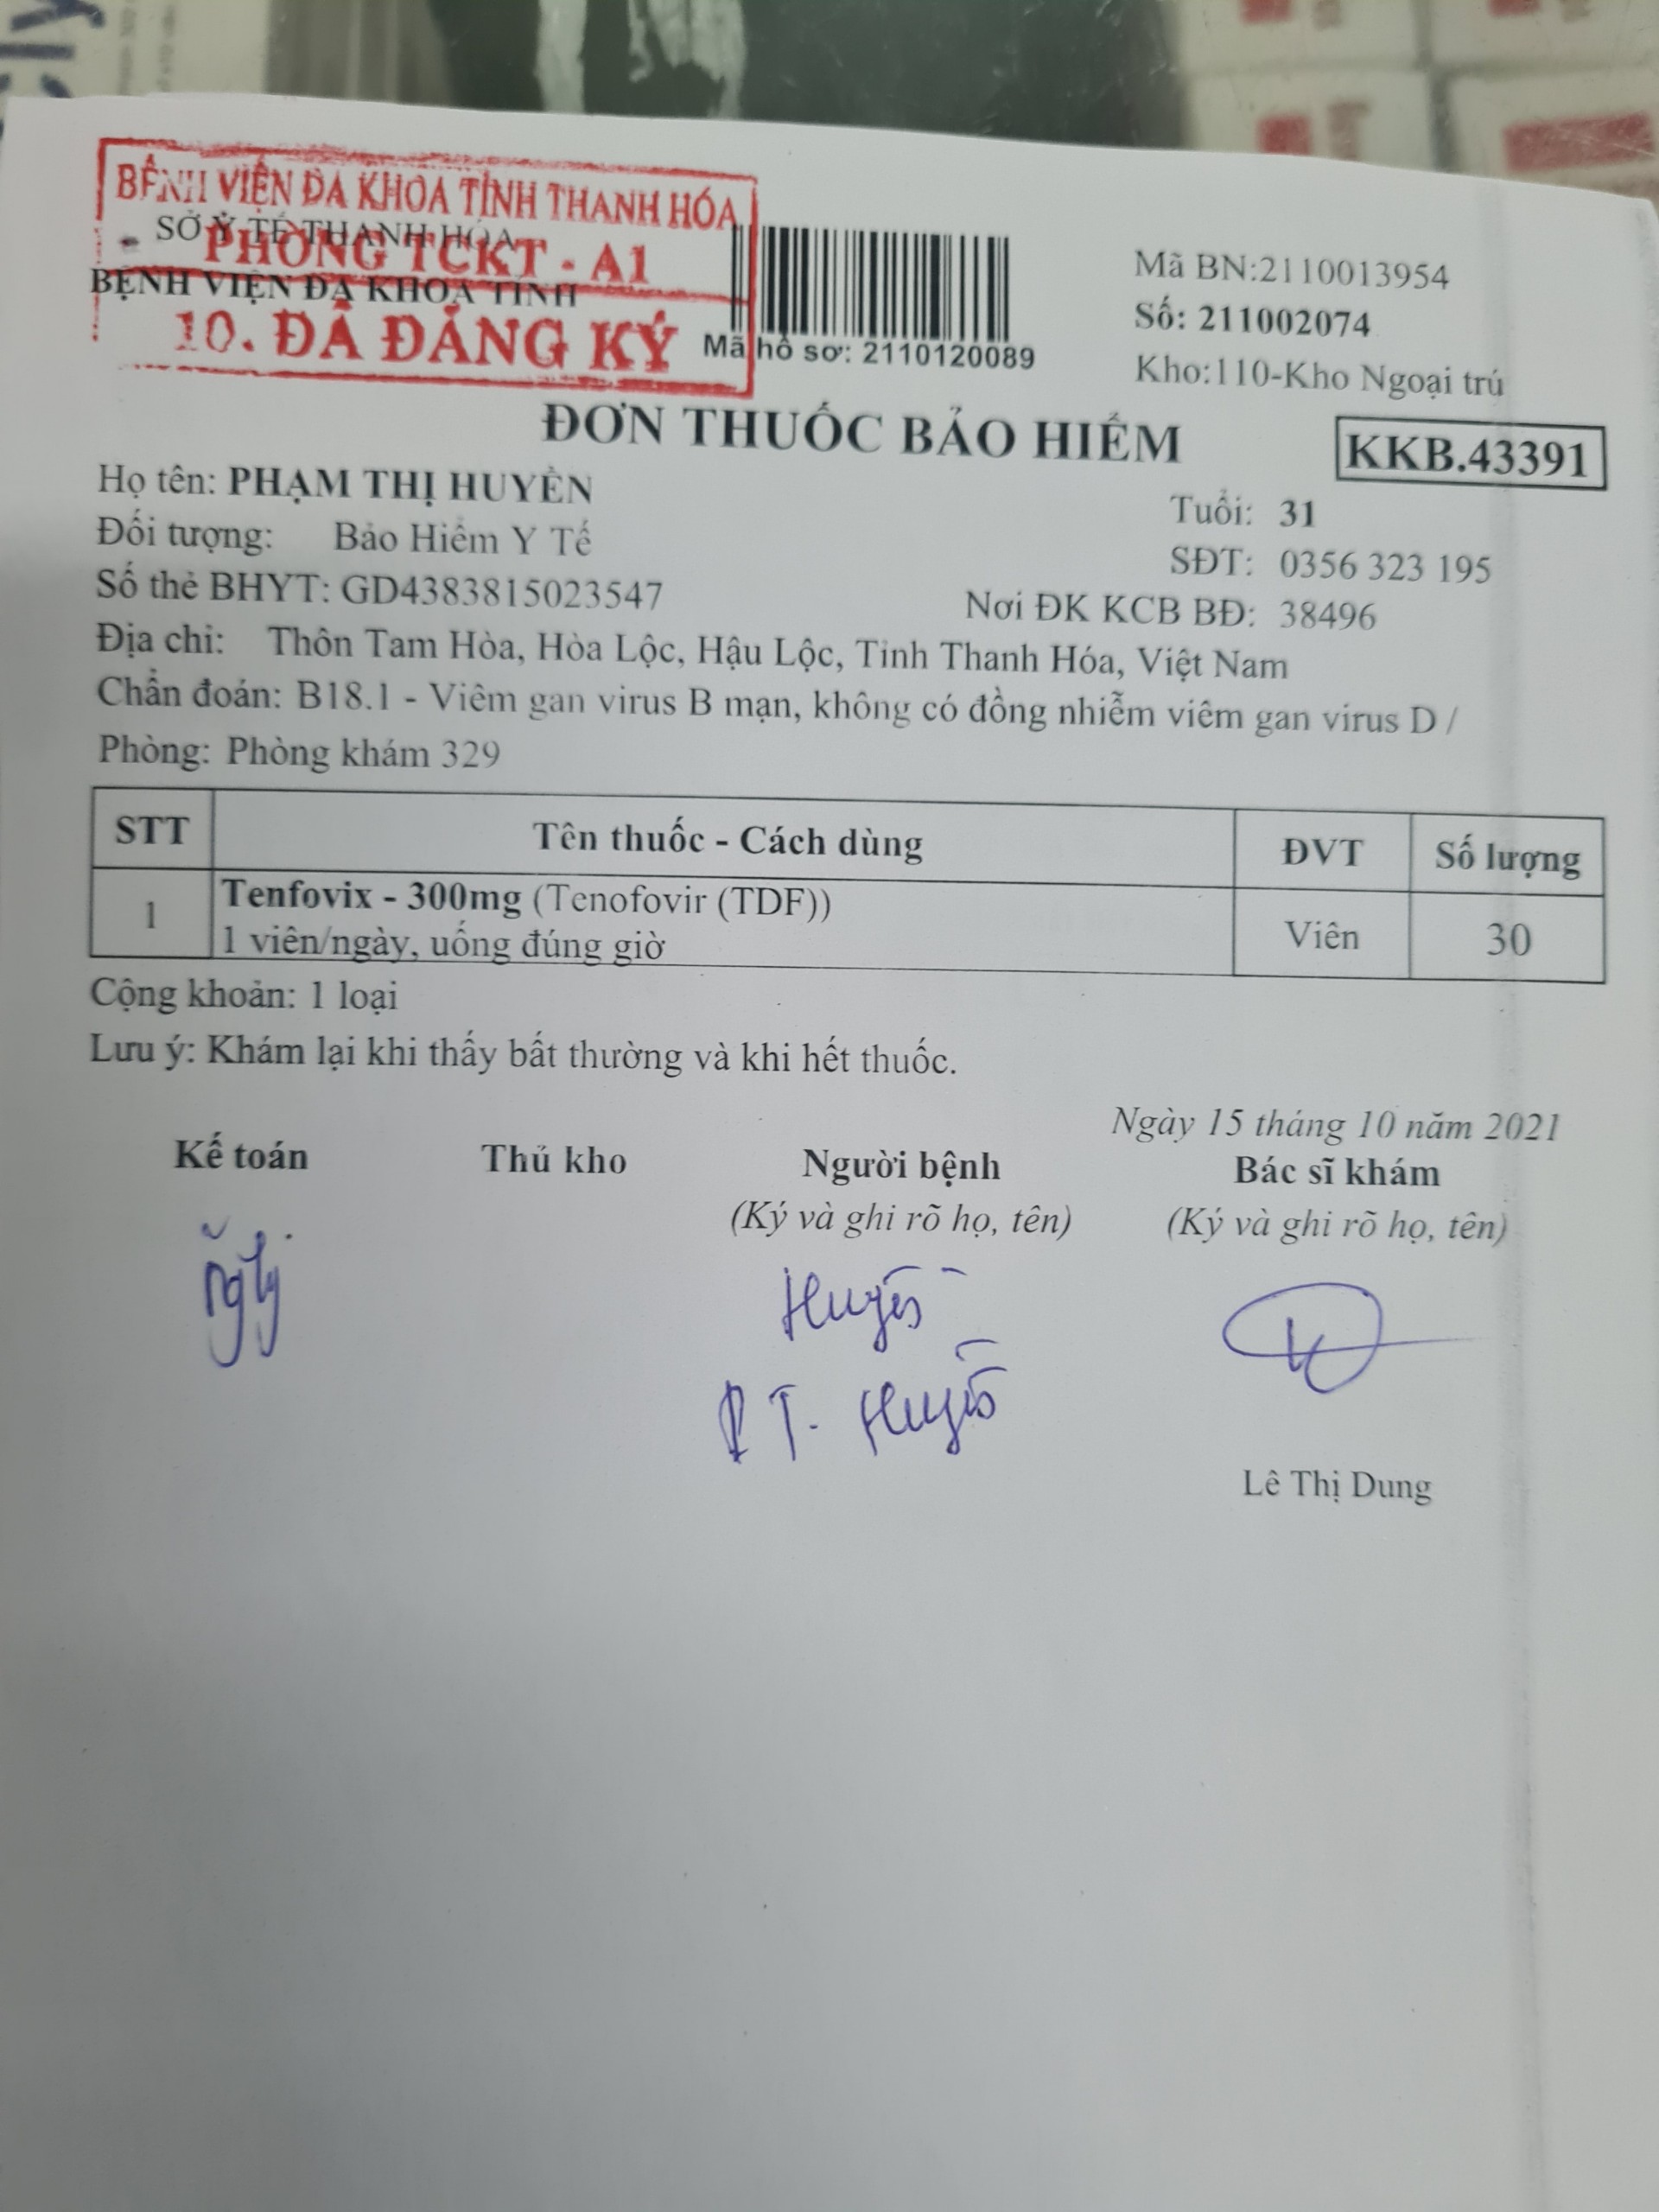 BỆNH VIỆN ĐA KHOA TỈNH THANH HÓA
SỞ Y TẾ THANH HÓA
PHÒNG TCKT - A1
BỆNH VIỆN ĐA KHOA TỈNH
10. ĐÃ ĐĂNG KÝ
Mã hồ sơ: 2110120089
Mã BN:2110013954
Số: 211002074
Kho:110-Kho Ngoại trú
ĐƠN THUỐC BẢO HIỂM
KKB.43391
Họ tên: PHẠM THỊ HUYỀN
Tuổi: 31
Đối tượng: Bảo Hiểm Y Tế
SĐT: 0356 323 195
Số thẻ BHYT: GD4383815023547
Nơi ĐK KCB BĐ: 38496
Địa chỉ: Thôn Tam Hòa, Hòa Lộc, Hậu Lộc, Tỉnh Thanh Hóa, Việt Nam
Chẩn đoán: B18.1 - Viêm gan virus B mạn, không có đồng nhiễm viêm gan virus D /
Phòng: Phòng khám 329
STT Tên thuốc - Cách dùng ĐVT Số lượng
1 Tenfovix - 300mg (Tenofovir (TDF)) Viên 30
1 viên/ngày, uống đúng giờ
Cộng khoản: 1 loại
Lưu ý: Khám lại khi thấy bất thường và khi hết thuốc.
Ngày 15 tháng 10 năm 2021
Kế toán Thủ kho Người bệnh Bác sĩ khám
(Ký và ghi rõ họ, tên) (Ký và ghi rõ họ, tên)
Huyền
P T. Huyền
Lê Thị Dung